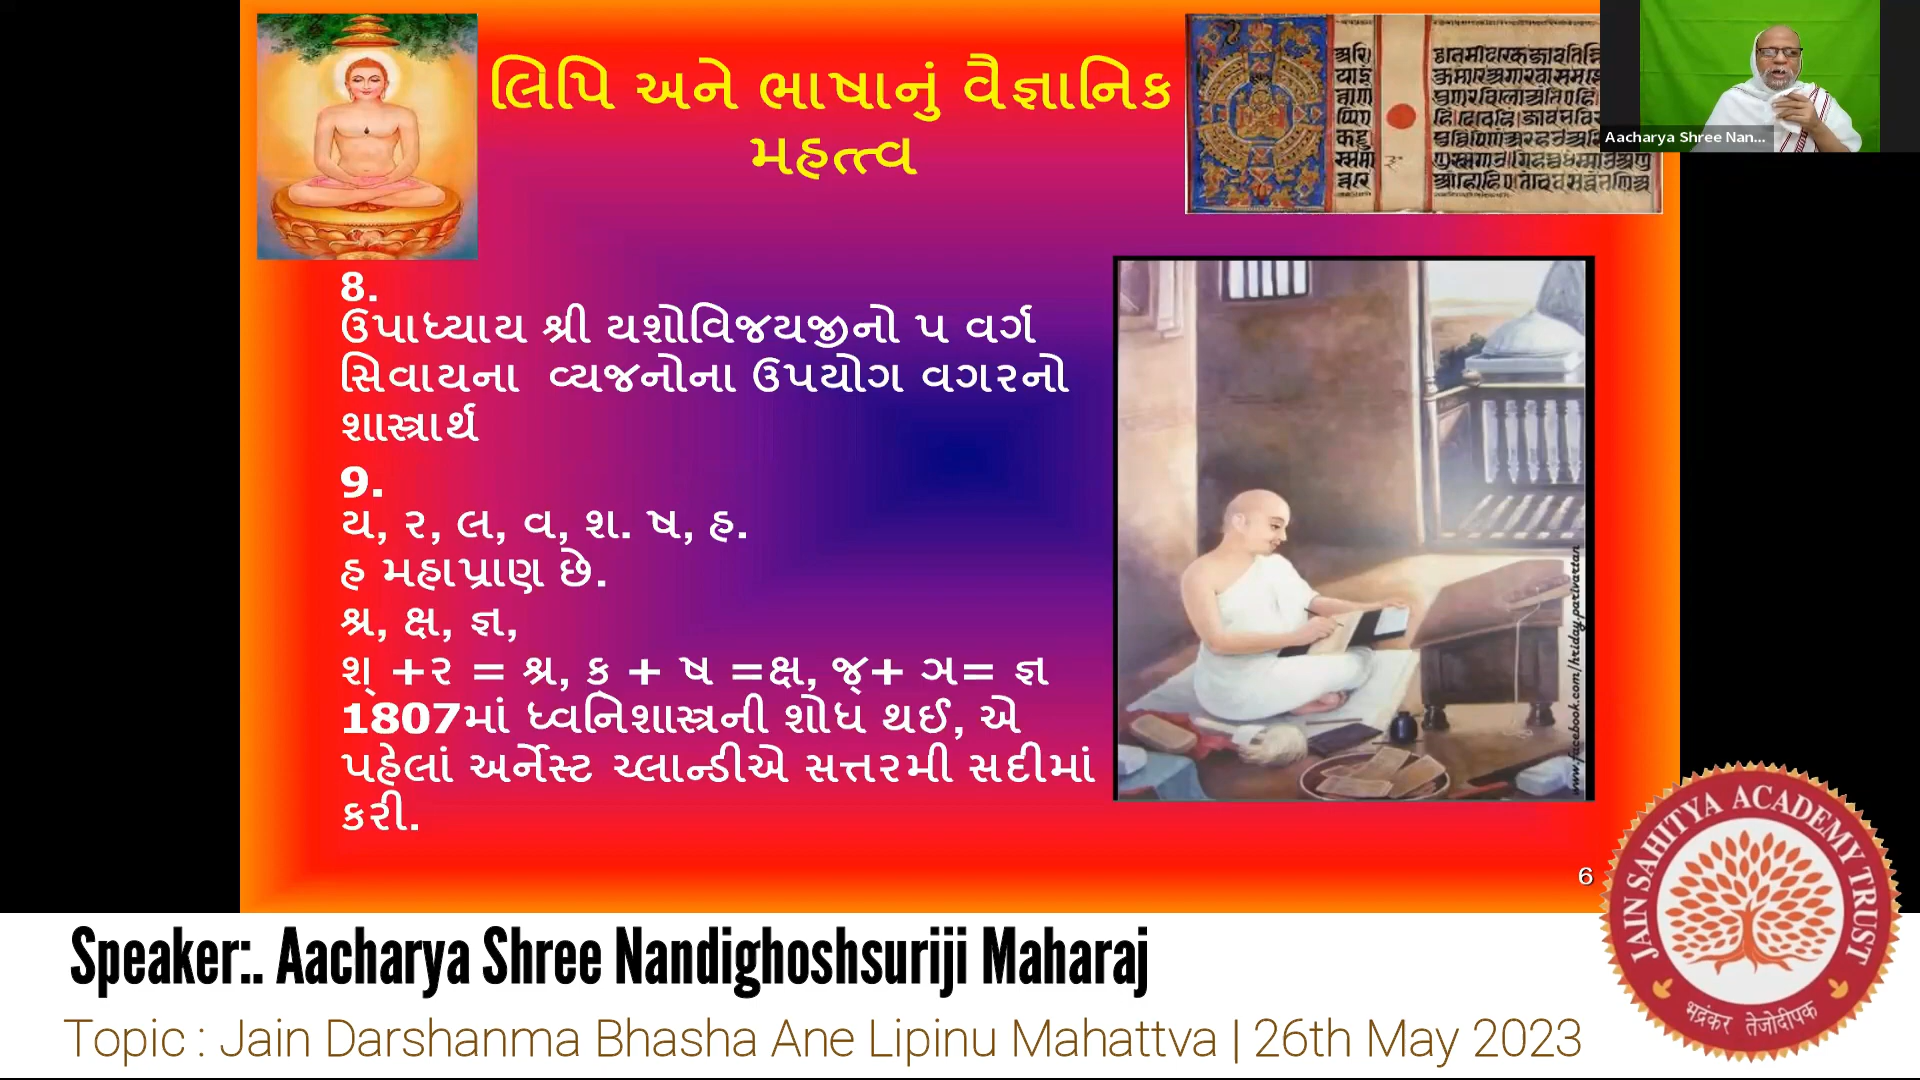 લિપિ અને ભાષાનું વૈજ્ઞાનિક
મહત્ત્વ
Aacharya Shree Nan...
8.
ઉપાધ્યાય શ્રી યશોવિજયજીનો પ વર્ગ
સિવાયના વ્યજનોના ઉપયોગ વગરનો
શાસ્ત્રાર્થ
9.
ય, ર, લ, વ, શ. ષ, હ.
હ મહાપ્રાણ છે.
શ્ર, ક્ષ, જ્ઞ,
શ્ +ર = શ્ર, ક્ + ષ =ક્ષ, જ્+ ઞ= જ્ઞ
1807માં ધ્વનિશાસ્ત્રની શોધ થઈ, એ
પહેલાં અર્નેસ્ટ ચ્લાન્ડીએ સત્તરમી સદીમાં
કરી.
www.facebook.com/hriday.parivartan
6
JAIN SAHITYA ACADEMY TRUST
भद्रंकर तेजोदीपक
Speaker:. Aacharya Shree Nandighoshsuriji Maharaj
Topic : Jain Darshanma Bhasha Ane Lipinu Mahattva | 26th May 2023